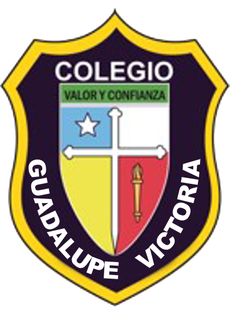 COLEGIO
VALOR Y CONFIANZA
GUADALUPE VICTORIA